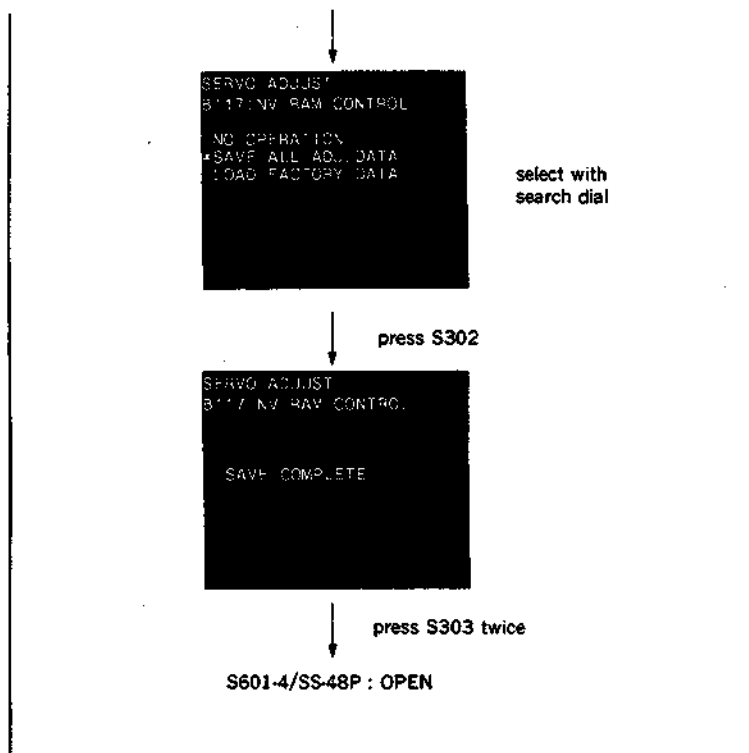 SERVO ADJUST
B117:NV RAM CONTROL
NO OPERATION
*SAVE ALL ADJ.DATA
LOAD FACTORY DATA
select with
search dial
press S302
SERVO ADJUST
B117 NV RAM CONTROL
SAVE COMPLETE
press S303 twice
S601-4/SS-48P : OPEN